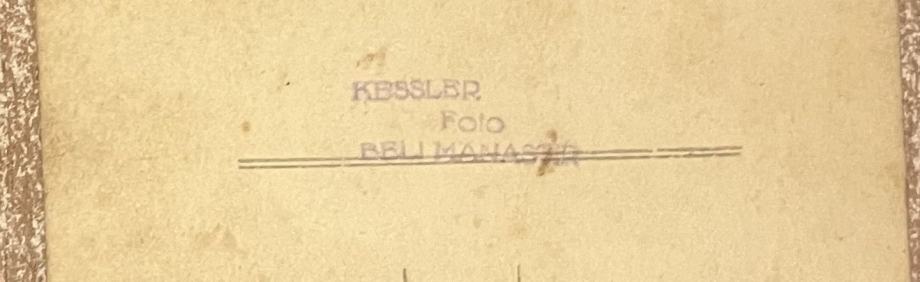 KESSLER
Foto
BELI MANASTIR